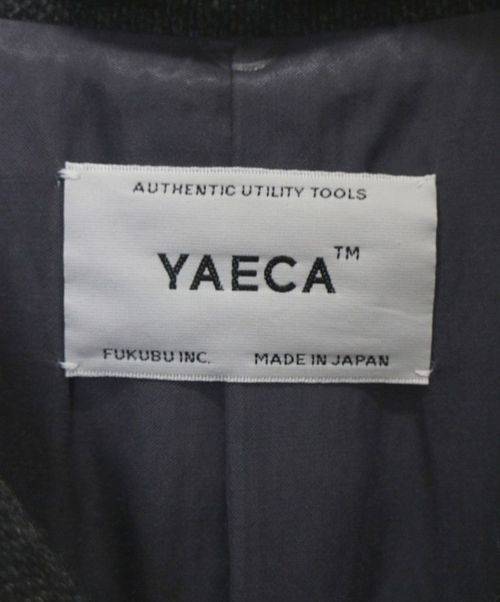 AUTHENTIC UTILITY TOOLS
YAECA™
FUKUBU INC. MADE IN JAPAN